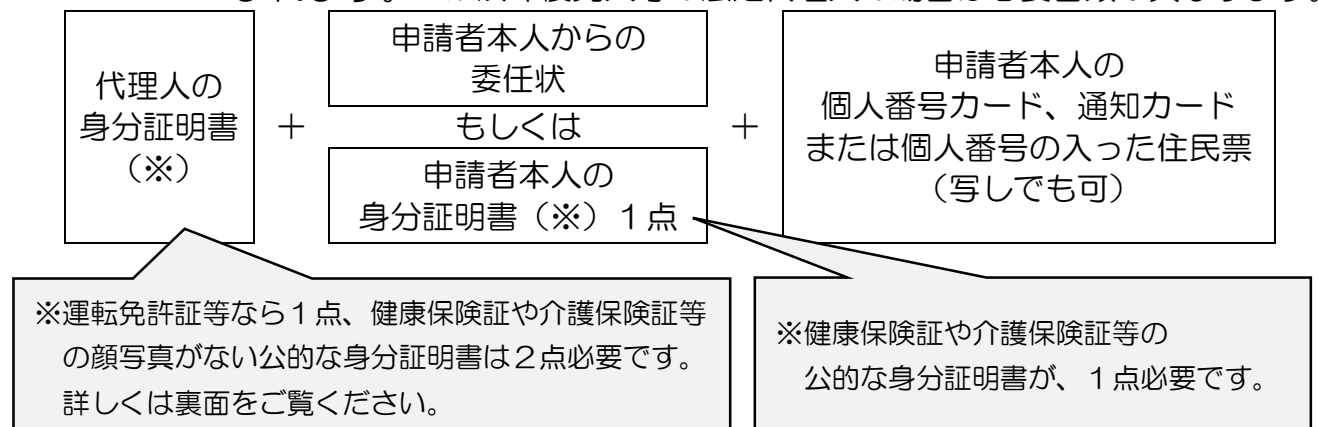 代理人の
身分証明書
（※）
＋
申請者本人からの
委任状
もしくは
申請者本人の
身分証明書（※）１点
＋
申請者本人の
個人番号カード、通知カード
または個人番号の入った住民票
（写しでも可）
※運転免許証等なら１点、健康保険証や介護保険証等
の顔写真がない公的な身分証明書は２点必要です。
詳しくは裏面をご覧ください。
※健康保険証や介護保険証等の
公的な身分証明書が、１点必要です。